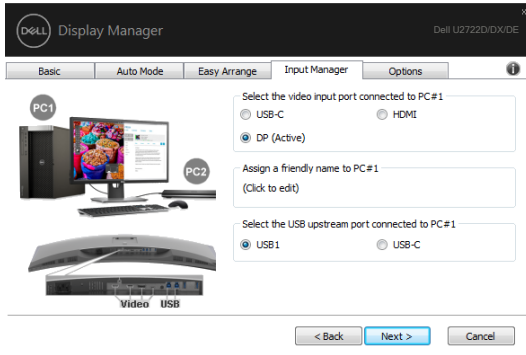 DELL Display Manager
Dell U2722D/DX/DE
x
Basic
Auto Mode
Easy Arrange
Input Manager
Options
i
PC1
PC2
Video USB
Select the video input port connected to PC#1
USB-C
HDMI
DP (Active)
Assign a friendly name to PC#1
(Click to edit)
Select the USB upstream port connected to PC#1
USB1
USB-C
< Back
Next >
Cancel